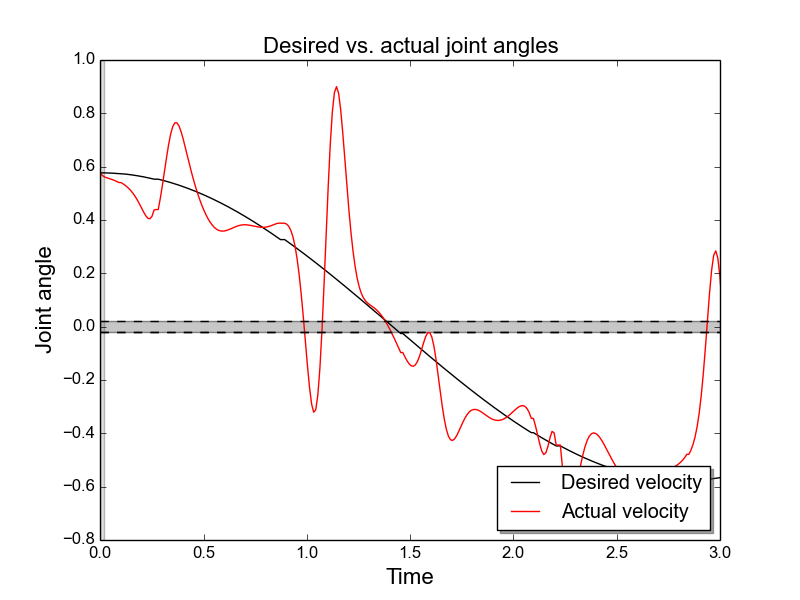 Desired vs. actual joint angles
1.0
0.8
0.6
0.4
0.2
0.0
−0.2
−0.4
−0.6
−0.8
Joint angle
0.0 0.5 1.0 1.5 2.0 2.5 3.0
Time
Desired velocity
Actual velocity